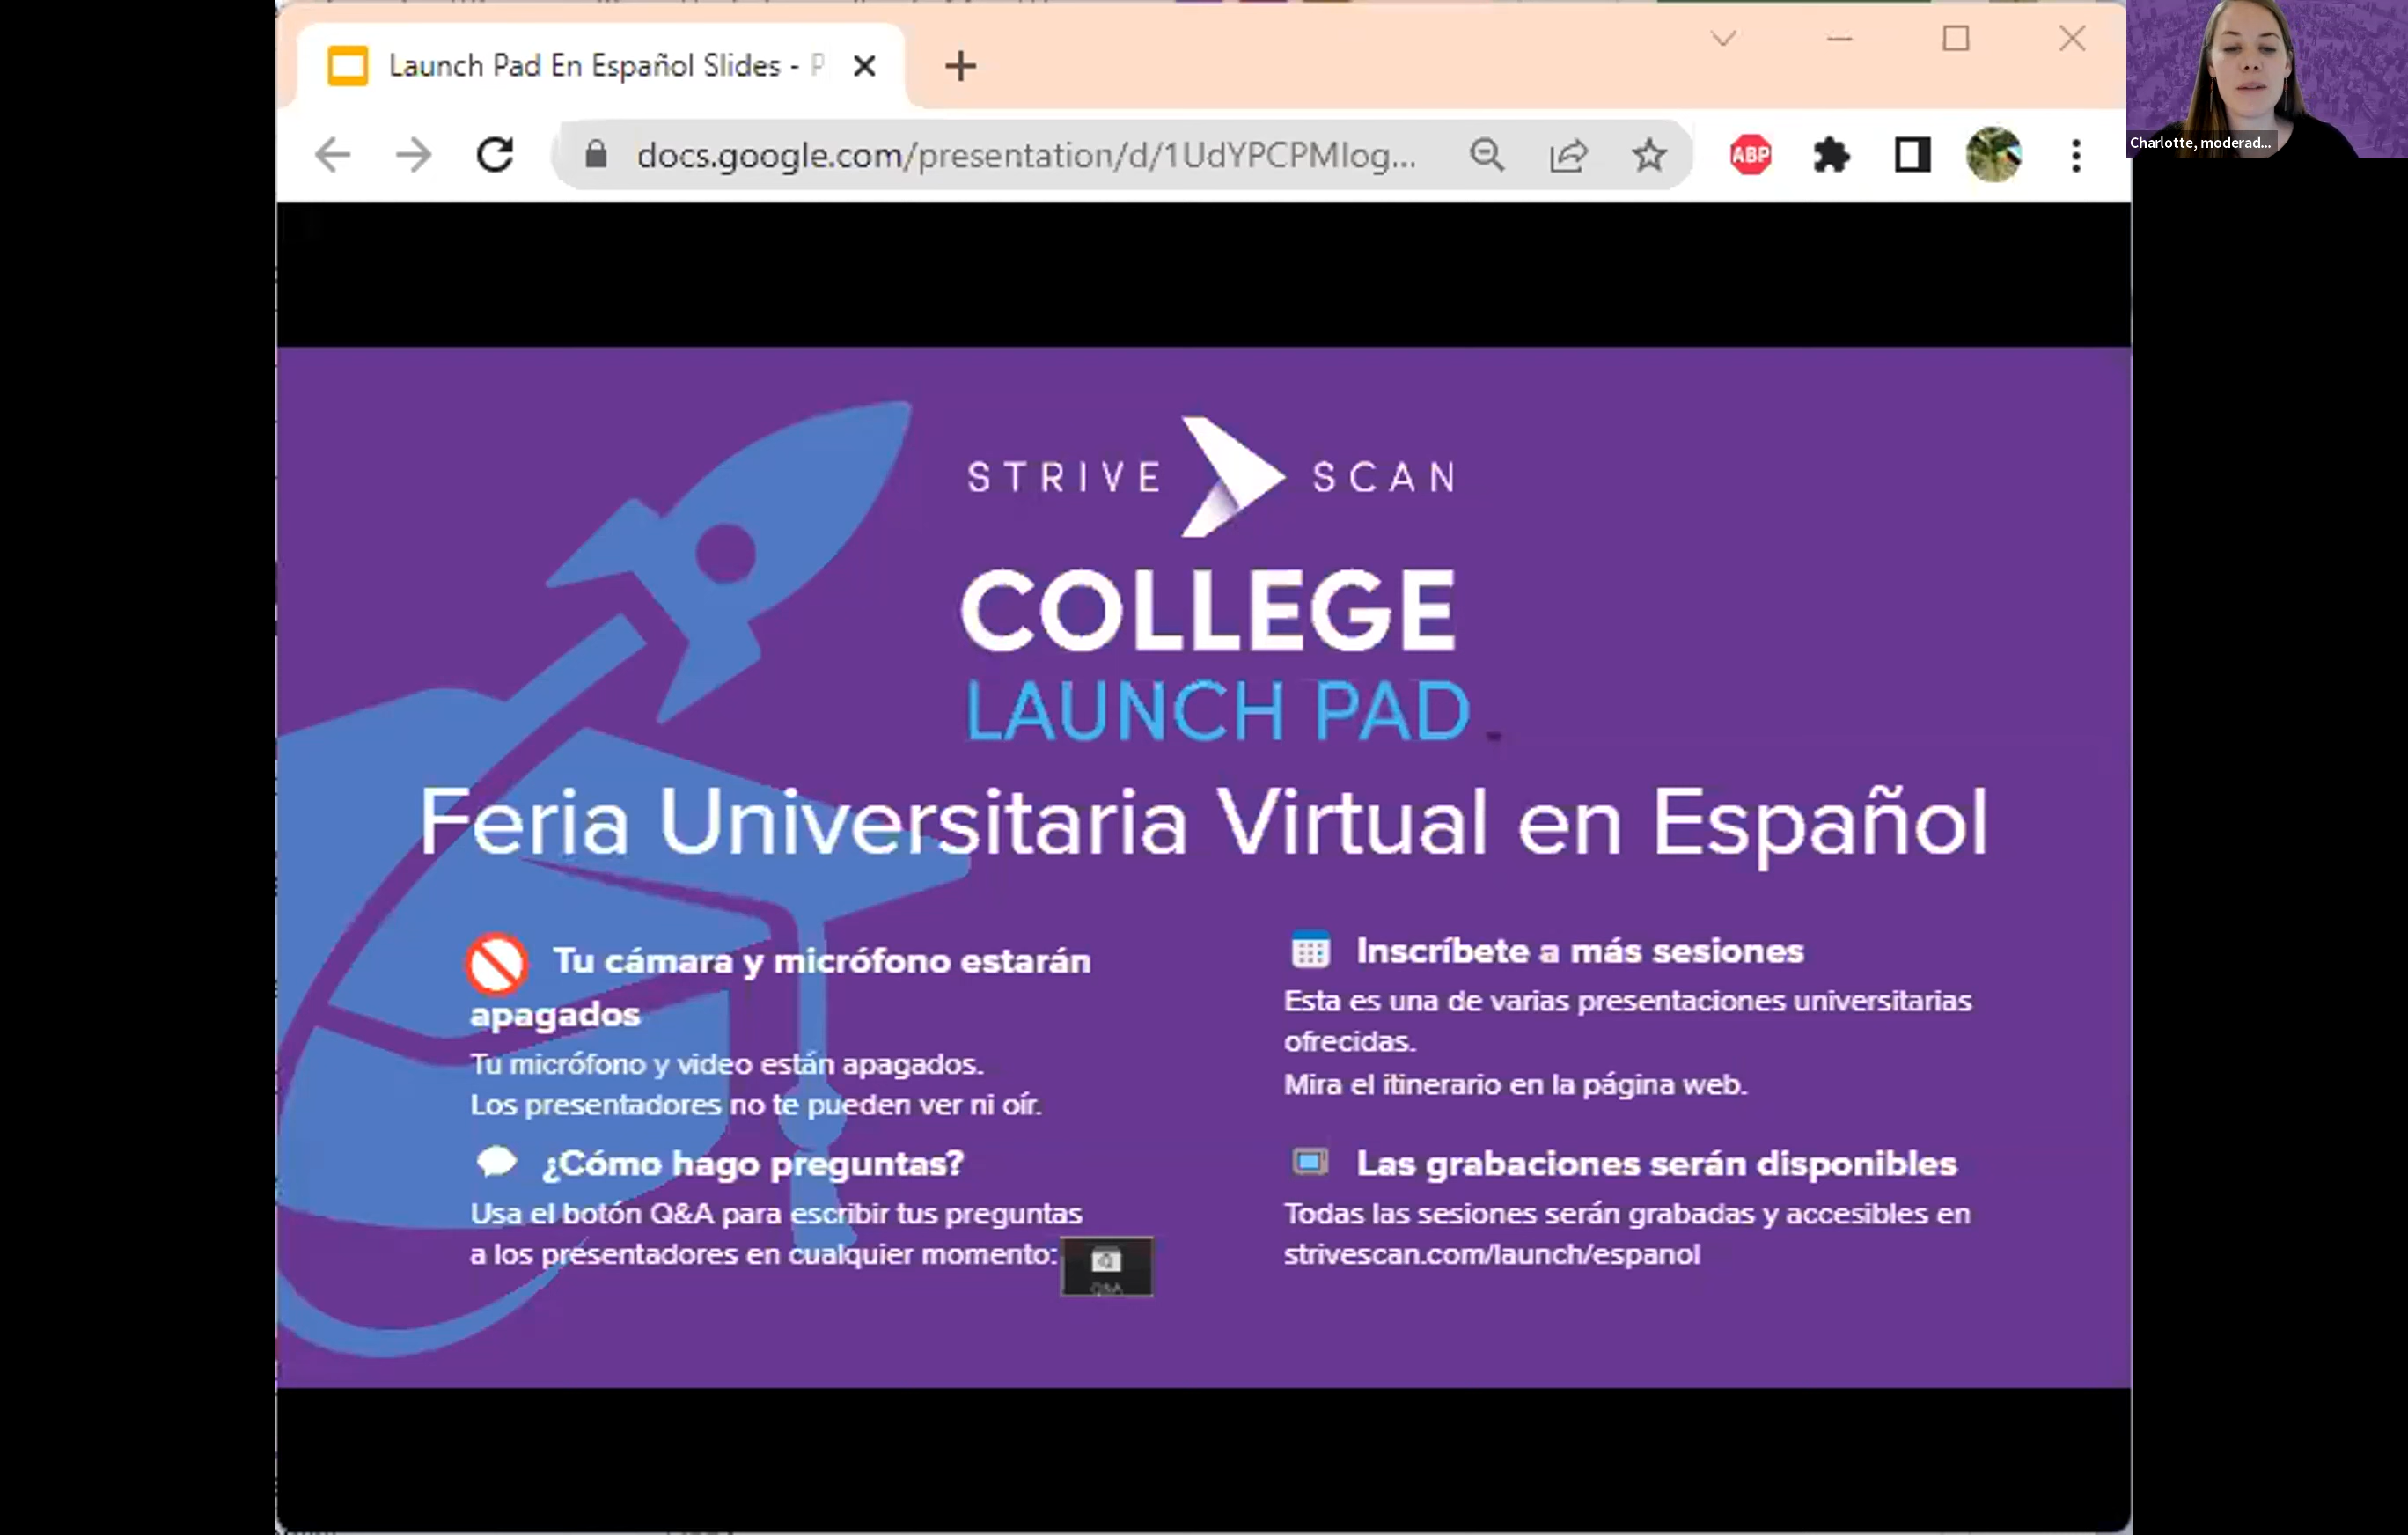 Launch Pad En Español Slides - P
docs.google.com/presentation/d/1UdYPCPMlog...
ABP
Charlotte, moderad...
STRIVE SCAN
COLLEGE
LAUNCH PAD
Feria Universitaria Virtual en Español
Tu cámara y micrófono estarán
apagados
Tu micrófono y video están apagados.
Los presentadores no te pueden ver ni oír.
¿Cómo hago preguntas?
Usa el botón Q&A para escribir tus preguntas
a los presentadores en cualquier momento:
Q&A
Inscríbete a más sesiones
Esta es una de varias presentaciones universitarias
ofrecidas.
Mira el itinerario en la página web.
Las grabaciones serán disponibles
Todas las sesiones serán grabadas y accesibles en
strivescan.com/launch/espanol